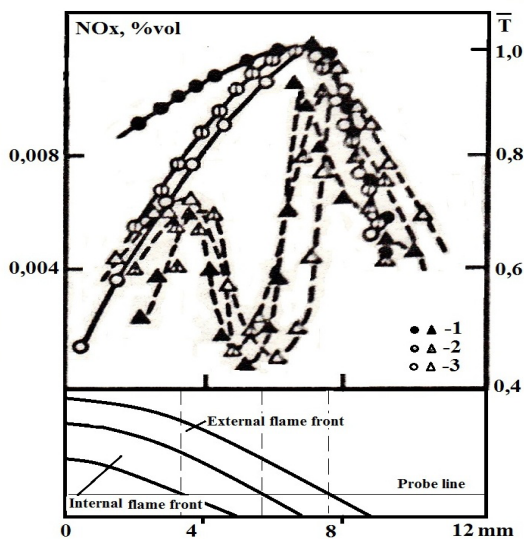 NOx, %vol
T
1,0
0,008
0,8
0,004
0,6
-1
-2
-3
0,4
External flame front
Probe line
Internal flame front
0 4 8 12 mm